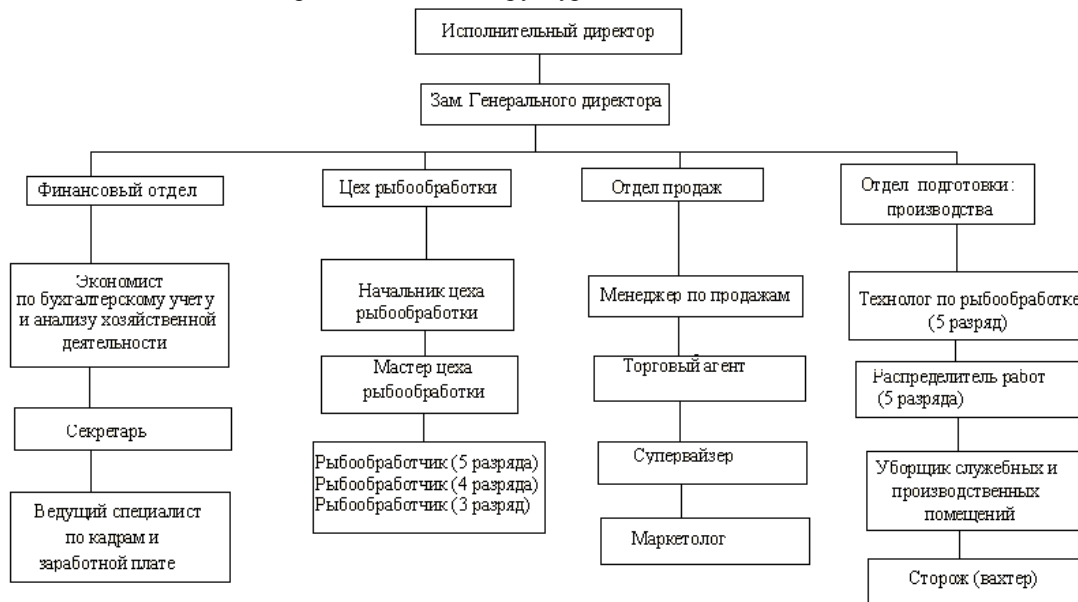 Исполнительный директор
Зам. Генерального директора
Финансовый отдел
Экономист
по бухгалтерскому учету
и анализу хозяйственной
деятельности
Секретарь
Ведущий специалист
по кадрам и
заработной плате
Цех рыбообработки
Начальник цеха
рыбообработки
Мастер цеха
рыбообработки
Рыбообработчик (5 разряда)
Рыбообработчик (4 разряда)
Рыбообработчик (3 разряд)
Отдел продаж
Менеджер по продажам
Торговый агент
Супервайзер
Маркетолог
Отдел подготовки:
производства
Технолог по рыбообработке
(5 разряд)
Распределитель работ
(5 разряда)
Уборщик служебных и
производственных
помещений
Сторож (вахтер)